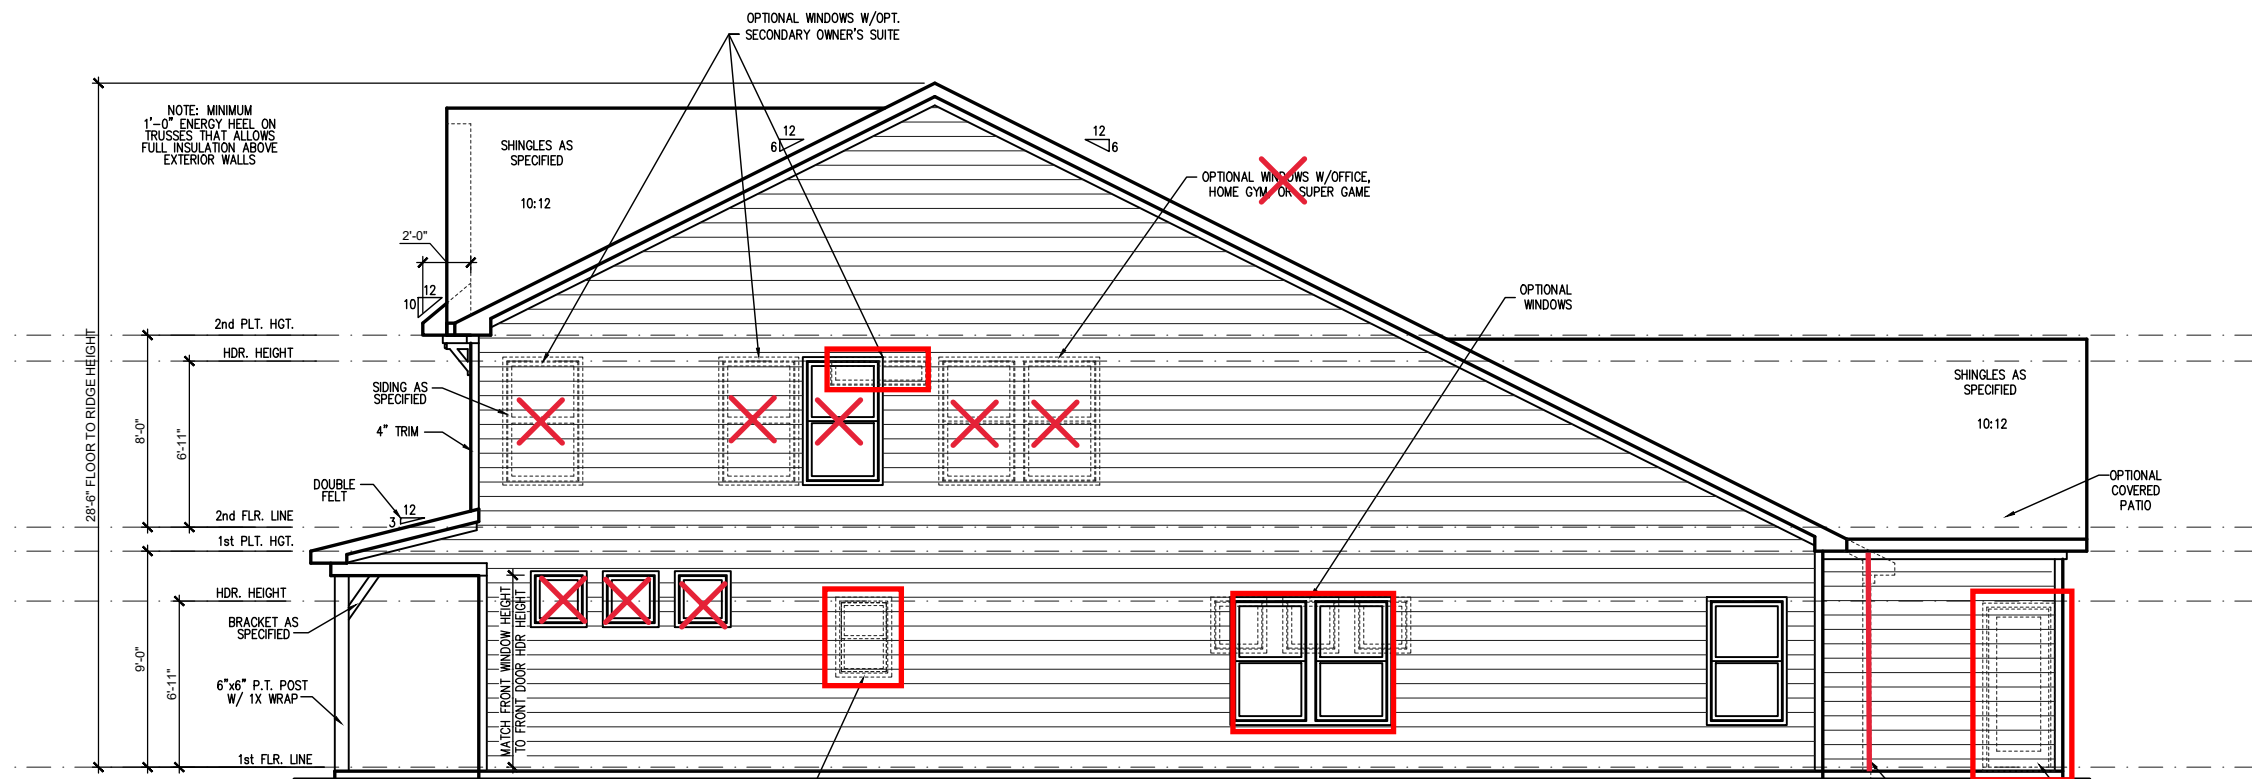 OPTIONAL WINDOWS W/OPT.
SECONDARY OWNER'S SUITE
NOTE: MINIMUM
1'-0" ENERGY HEEL ON
TRUSSES THAT ALLOWS
FULL INSULATION ABOVE
EXTERIOR WALLS
SHINGLES AS
SPECIFIED
10:12
12
6
12
6
OPTIONAL WINDOWS W/OFFICE,
HOME GYM, OR SUPER GAME
2'-0"
12
10
OPTIONAL
WINDOWS
2nd PLT. HGT.
HDR. HEIGHT
SIDING AS
SPECIFIED
4" TRIM
SHINGLES AS
SPECIFIED
10:12
28'-6" FLOOR TO RIDGE HEIGHT
8'-0"
6'-11"
DOUBLE
FELT
12
3
OPTIONAL
COVERED
PATIO
2nd FLR. LINE
1st PLT. HGT.
HDR. HEIGHT
BRACKET AS
SPECIFIED
9'-0"
6'-11"
6"x6" P.T. POST
W/ 1X WRAP
MATCH FRONT WINDOW HEIGHT
TO FRONT DOOR HDR HEIGHT
1st FLR. LINE